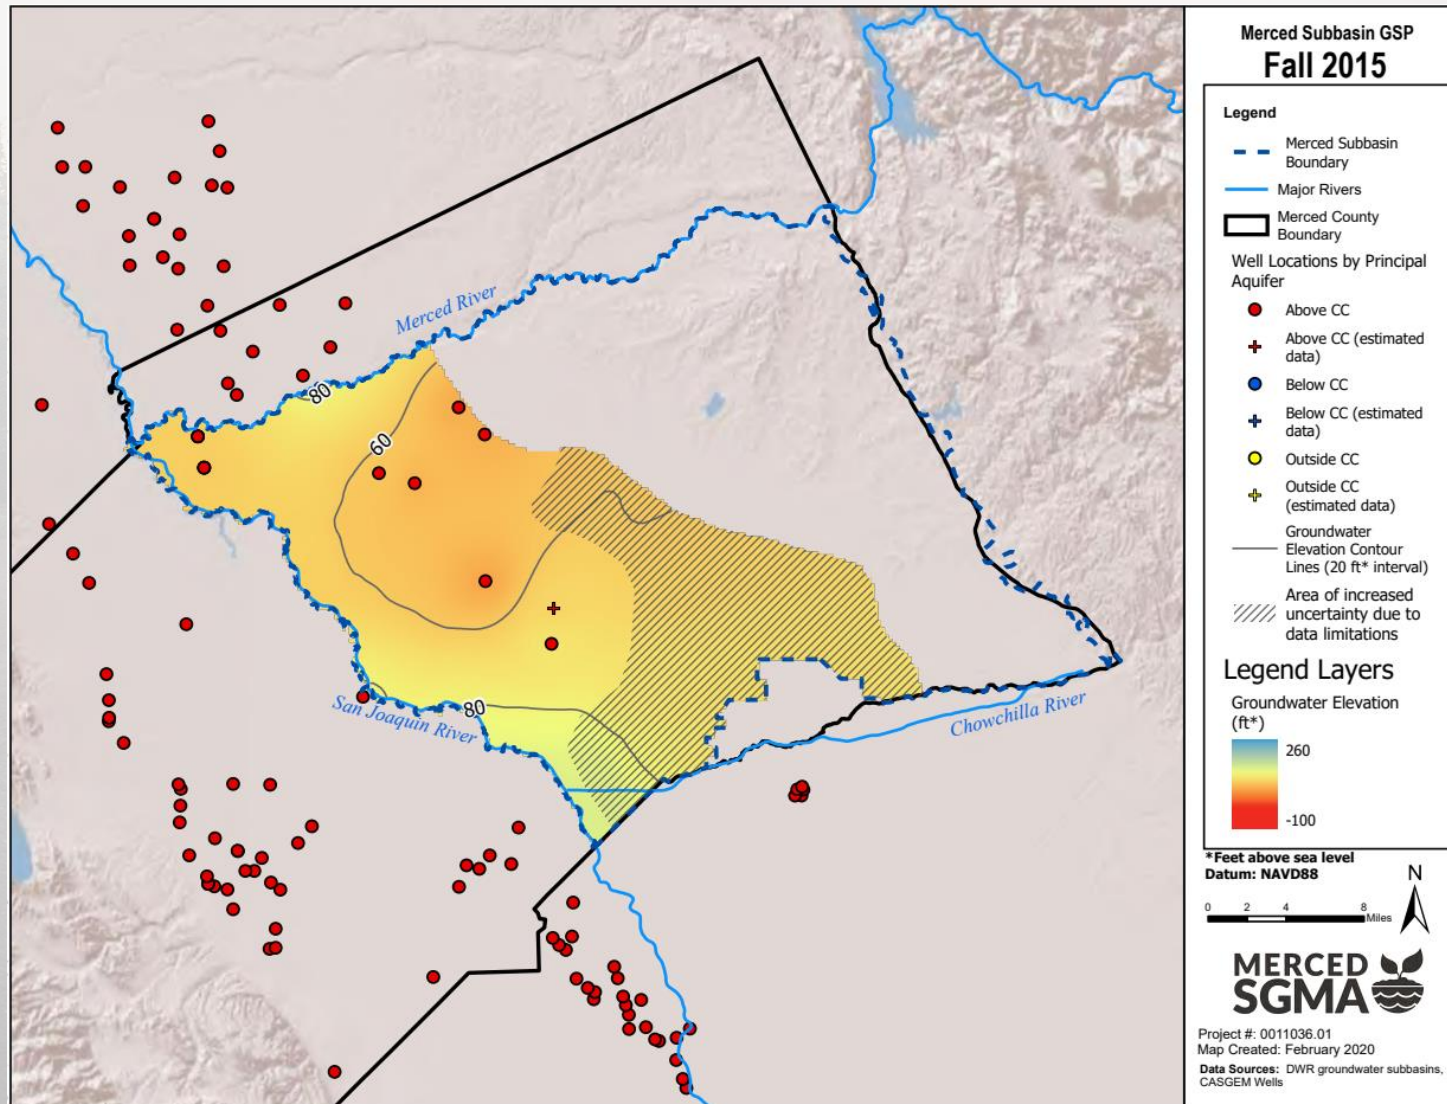 Merced Subbasin GSP
Fall 2015
Legend
Merced Subbasin
Boundary
Major Rivers
Merced County
Boundary
Well Locations by Principal
Aquifer
Above CC
Above CC (estimated
data)
Below CC
Below CC (estimated
data)
Outside CC
Outside CC
(estimated data)
Groundwater
Elevation Contour
Lines (20 ft* interval)
Area of increased
uncertainty due to
data limitations
Legend Layers
Groundwater Elevation
(ft*)
260
-100
*Feet above sea level
Datum: NAVD88
N
0 2 4 8
Miles
MERCED
SGMA
Project #: 0011036.01
Map Created: February 2020
Data Sources: DWR groundwater subbasins,
CASGEM Wells
Merced River
80
60
San Joaquin River
80
Chowchilla River